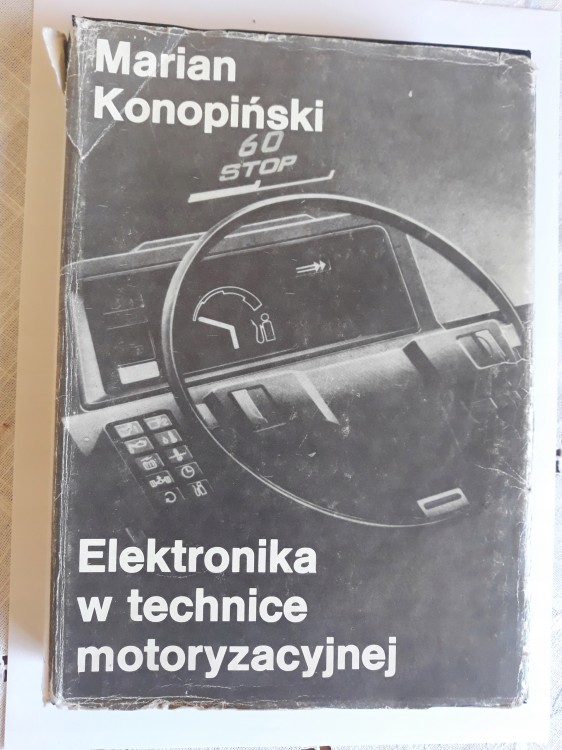 Marian
Konopiński
60
STOP
Elektronika
w technice
motoryzacyjnej